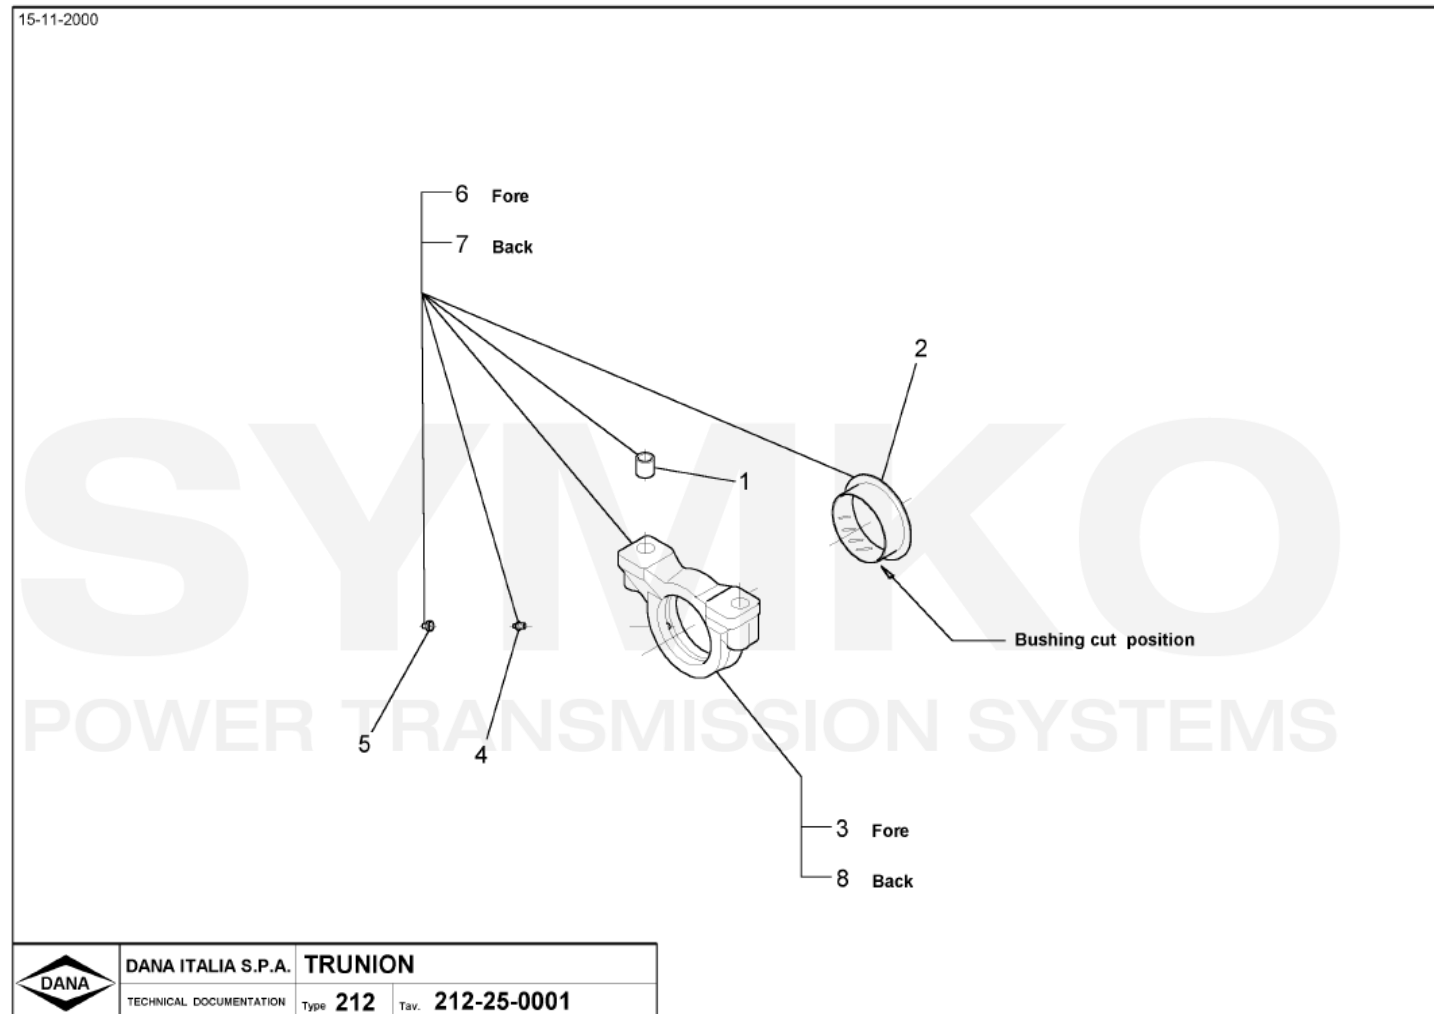 15-11-2000
6 Fore
7 Back
2
1
SYMKO
Bushing cut position
POWER TRANSMISSION SYSTEMS
5
4
3 Fore
8 Back
DANA
DANA ITALIA S.P.A.
TRUNION
TECHNICAL DOCUMENTATION
Type 212
Tav. 212-25-0001